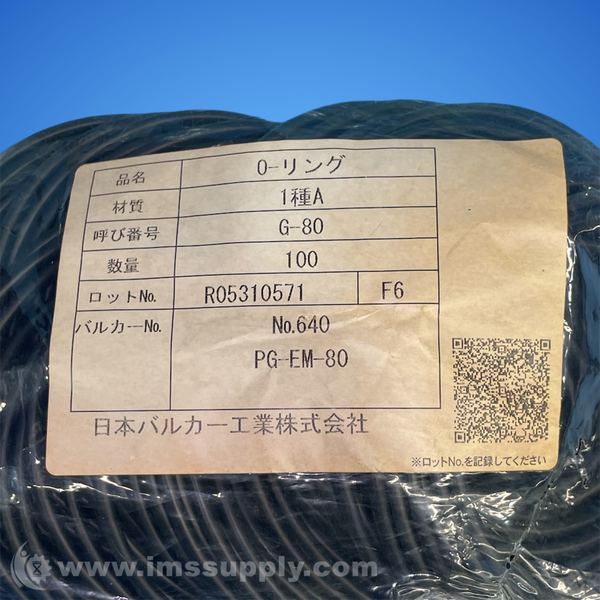 品名 O-リング
材質 1種A
呼び番号 G-80
数量 100
ロットNo. R05310571 F6
バルカーNo. No.640
PG-EM-80
日本バルカー工業株式会社
※ロットNo.を記録してください
www.imssupply.com